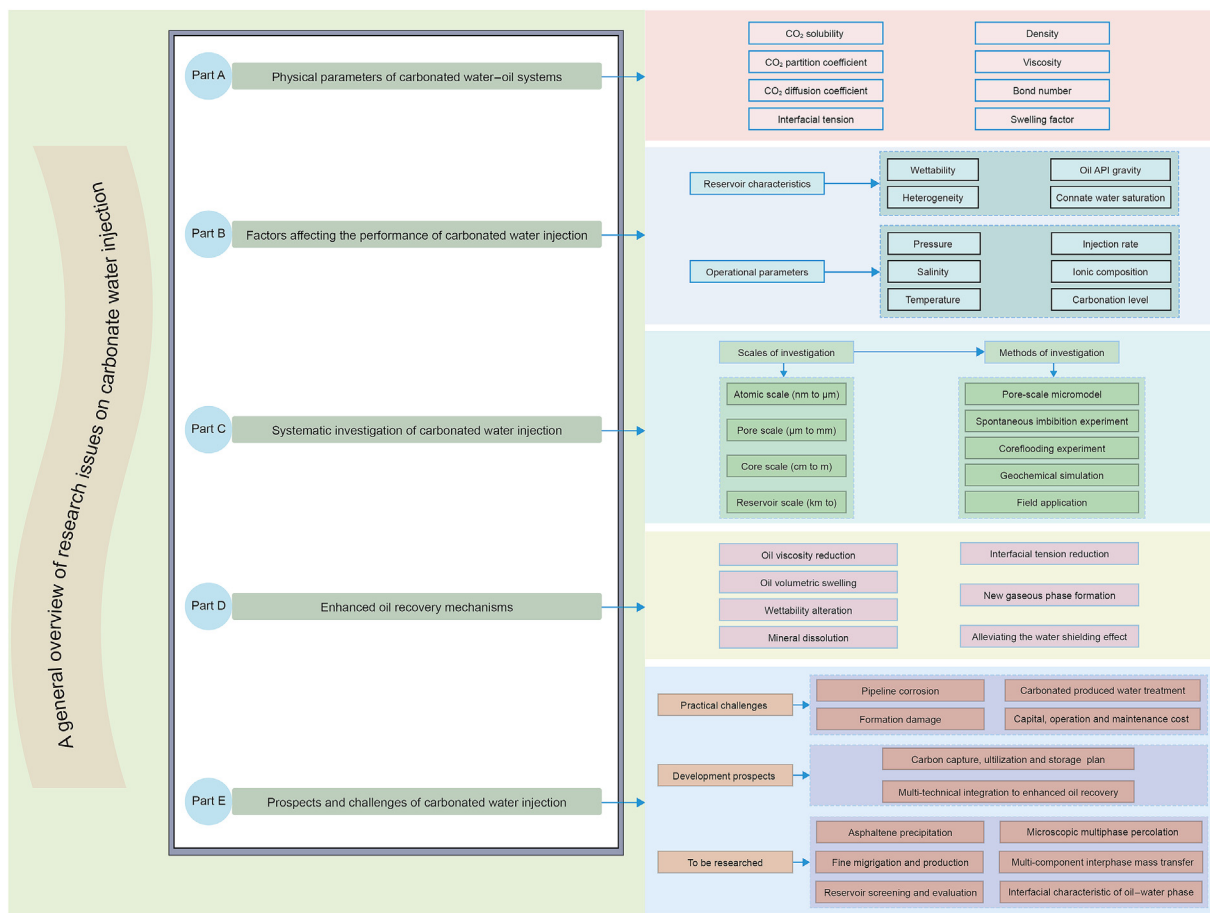 A general overview of research issues on carbonate water injection
Part A
Physical parameters of carbonated water–oil systems
CO₂ solubility
Density
CO₂ partition coefficient
Viscosity
CO₂ diffusion coefficient
Bond number
Interfacial tension
Swelling factor
Part B
Factors affecting the performance of carbonated water injection
Reservoir characteristics
Wettability
Oil API gravity
Heterogeneity
Connate water saturation
Operational parameters
Pressure
Injection rate
Salinity
Ionic composition
Temperature
Carbonation level
Part C
Systematic investigation of carbonated water injection
Scales of investigation
Methods of investigation
Atomic scale (nm to μm)
Pore scale (μm to mm)
Core scale (cm to m)
Reservoir scale (km to)
Pore-scale micromodel
Spontaneous imbibition experiment
Coreflooding experiment
Geochemical simulation
Field application
Part D
Enhanced oil recovery mechanisms
Oil viscosity reduction
Oil volumetric swelling
Wettability alteration
Mineral dissolution
Interfacial tension reduction
New gaseous phase formation
Alleviating the water shielding effect
Part E
Prospects and challenges of carbonated water injection
Practical challenges
Pipeline corrosion
Carbonated produced water treatment
Formation damage
Capital, operation and maintenance cost
Development prospects
Carbon capture, ultilization and storage plan
Multi-technical integration to enhanced oil recovery
To be researched
Asphaltene precipitation
Microscopic multiphase percolation
Fine migrigration and production
Multi-component interphase mass transfer
Reservoir screening and evaluation
Interfacial characteristic of oil–water phase